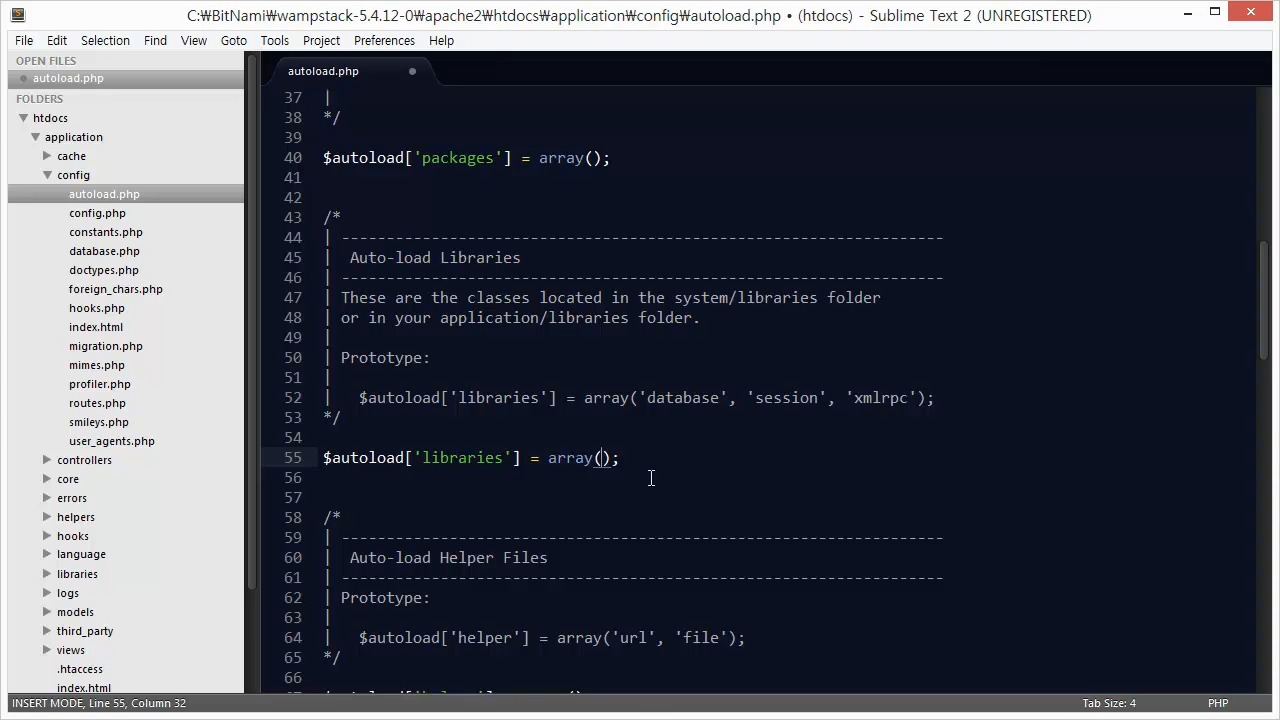 C:₩BitNami₩wampstack-5.4.12-0₩apache2₩htdocs₩application₩config₩autoload.php • (htdocs) - Sublime Text 2 (UNREGISTERED)
File Edit Selection Find View Goto Tools Project Preferences Help
OPEN FILES
autoload.php
FOLDERS
htdocs
application
cache
config
autoload.php
config.php
constants.php
database.php
doctypes.php
foreign_chars.php
hooks.php
index.html
migration.php
mimes.php
profiler.php
routes.php
smileys.php
user_agents.php
controllers
core
errors
helpers
hooks
language
libraries
logs
models
third_party
views
.htaccess
index.html
autoload.php
37 |
38 */
39
40 $autoload['packages'] = array();
41
42
43 /*
44 | -------------------------------------------------------------------
45 |  Auto-load Libraries
46 | -------------------------------------------------------------------
47 | These are the classes located in the system/libraries folder
48 | or in your application/libraries folder.
49 |
50 | Prototype:
51 |
52 |   $autoload['libraries'] = array('database', 'session', 'xmlrpc');
53 */
54
55 $autoload['libraries'] = array();
56
57
58 /*
59 | -------------------------------------------------------------------
60 |  Auto-load Helper Files
61 | -------------------------------------------------------------------
62 | Prototype:
63 |
64 |   $autoload['helper'] = array('url', 'file');
65 */
66
INSERT MODE, Line 55, Column 32 Tab Size: 4 PHP